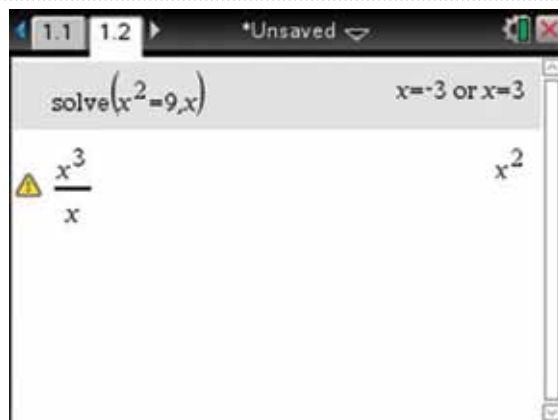 1.1 1.2 *Unsaved
solve(x²=9,x) x=-3 or x=3
x³/x x²